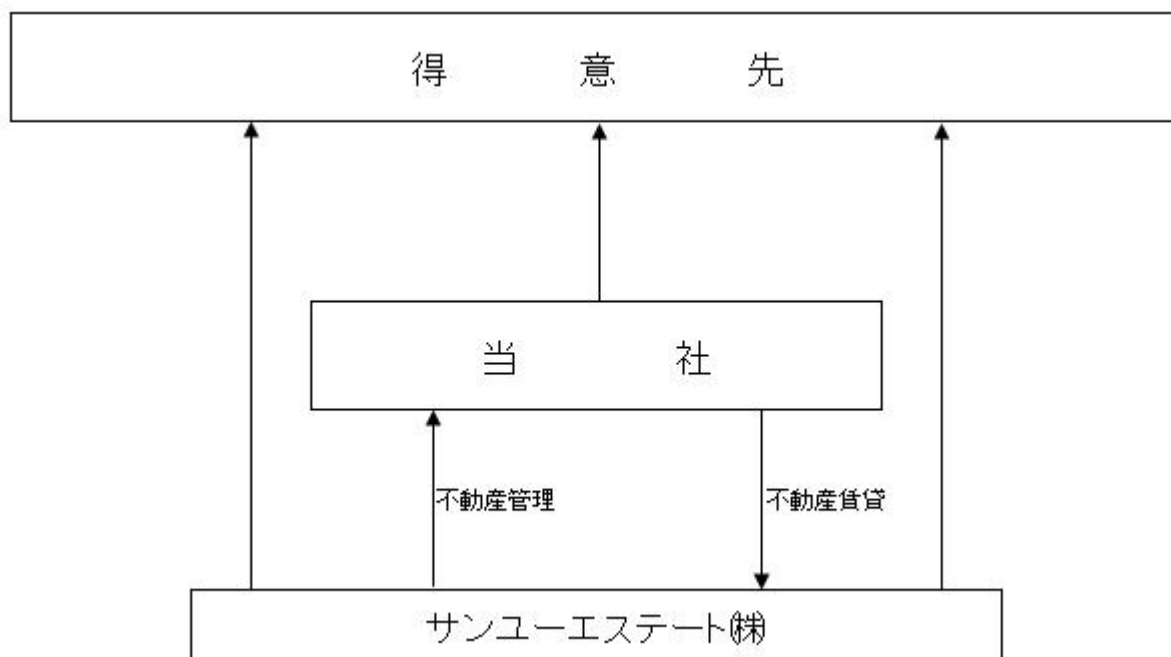 得意先
当社
不動産管理
不動産賃貸
サンユーエステート㈱